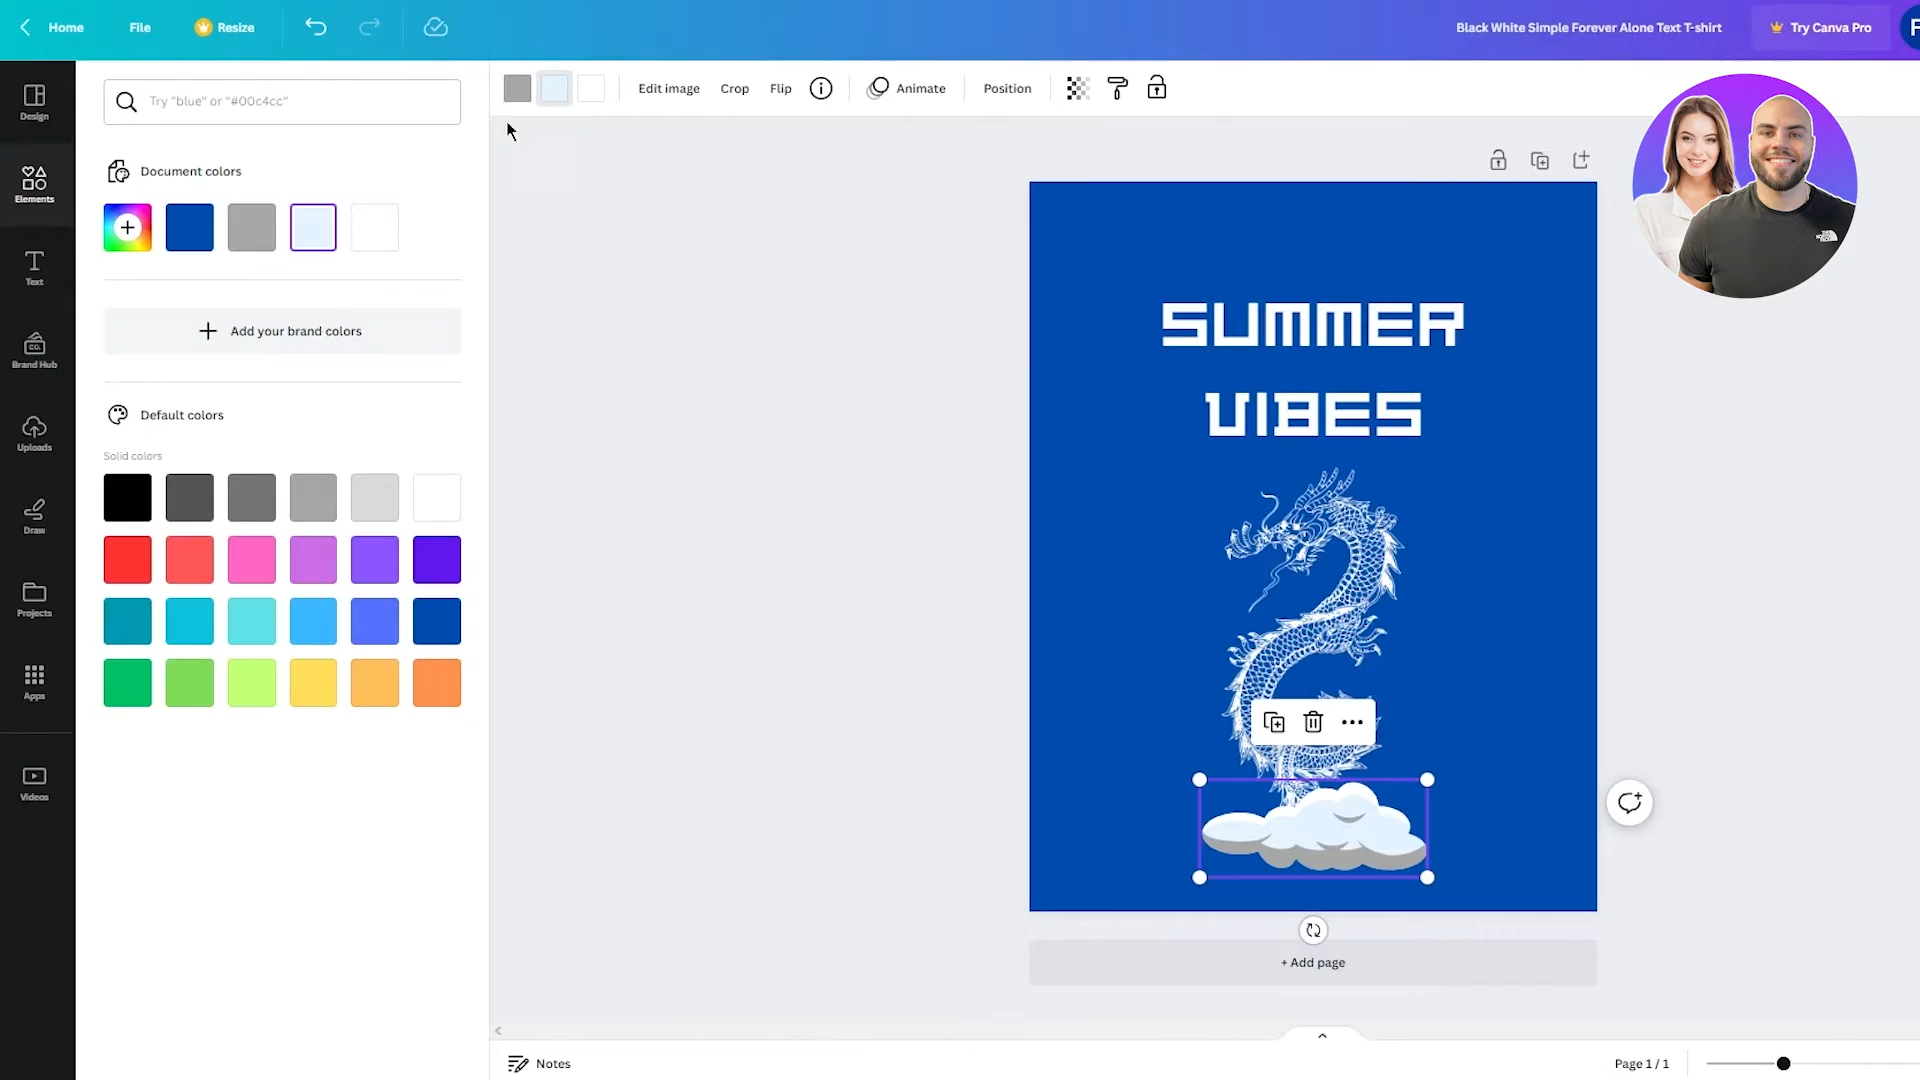 Home
File
Resize
Black White Simple Forever Alone Text T-shirt
Try Canva Pro
F
Design
Elements
Text
CO.
Brand Hub
Uploads
Draw
Projects
Apps
Videos
Try "blue" or "#00c4cc"
Document colors
Add your brand colors
Default colors
Solid colors
Edit image
Crop
Flip
Animate
Position
SUMMER
VIBES
+ Add page
Notes
Page 1 / 1